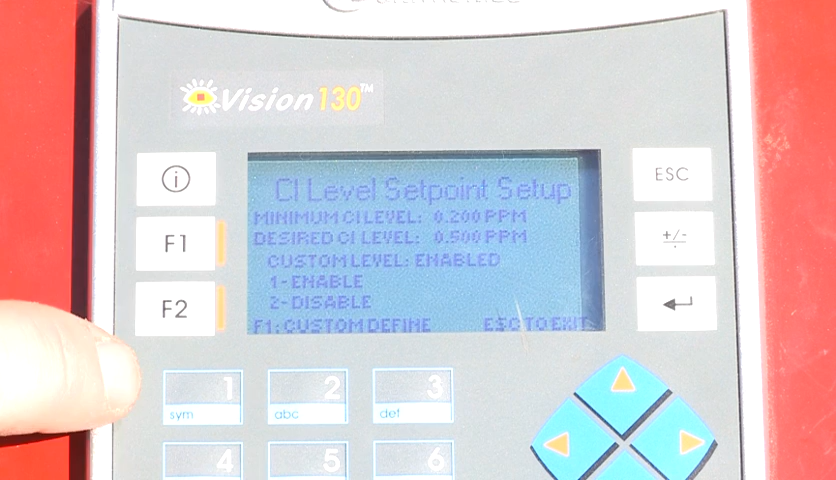 Vision 130™
ESC
F1
+/-
F2
CI Level Setpoint Setup
MINIMUM CI LEVEL: 0.200 PPM
DESIRED CI LEVEL: 0.500 PPM
CUSTOM LEVEL: ENABLED
1-ENABLE
2-DISABLE
F1: CUSTOM DEFINE ESC TO EXIT
1 2 3
sym abc def
4 5 6